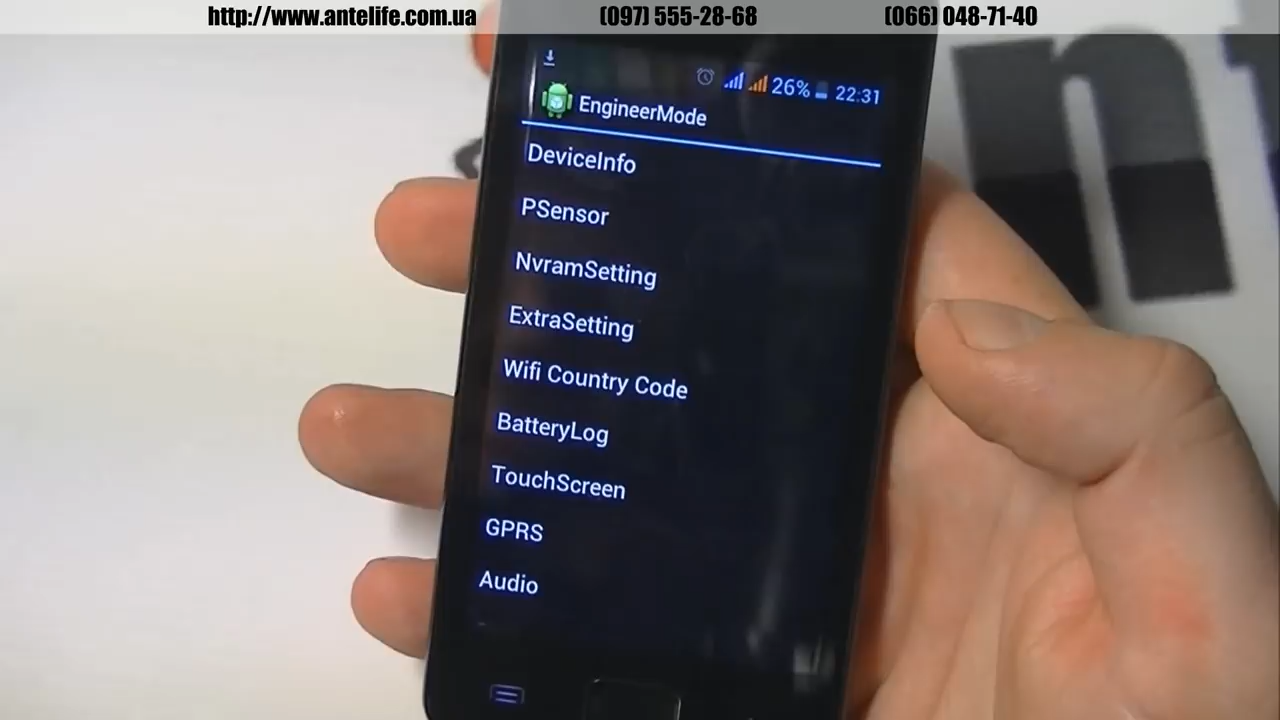 http://www.antelife.com.ua (097) 555-28-68 (066) 048-71-40
26% 22:31
EngineerMode
DeviceInfo
PSensor
NvramSetting
ExtraSetting
Wifi Country Code
BatteryLog
TouchScreen
GPRS
Audio